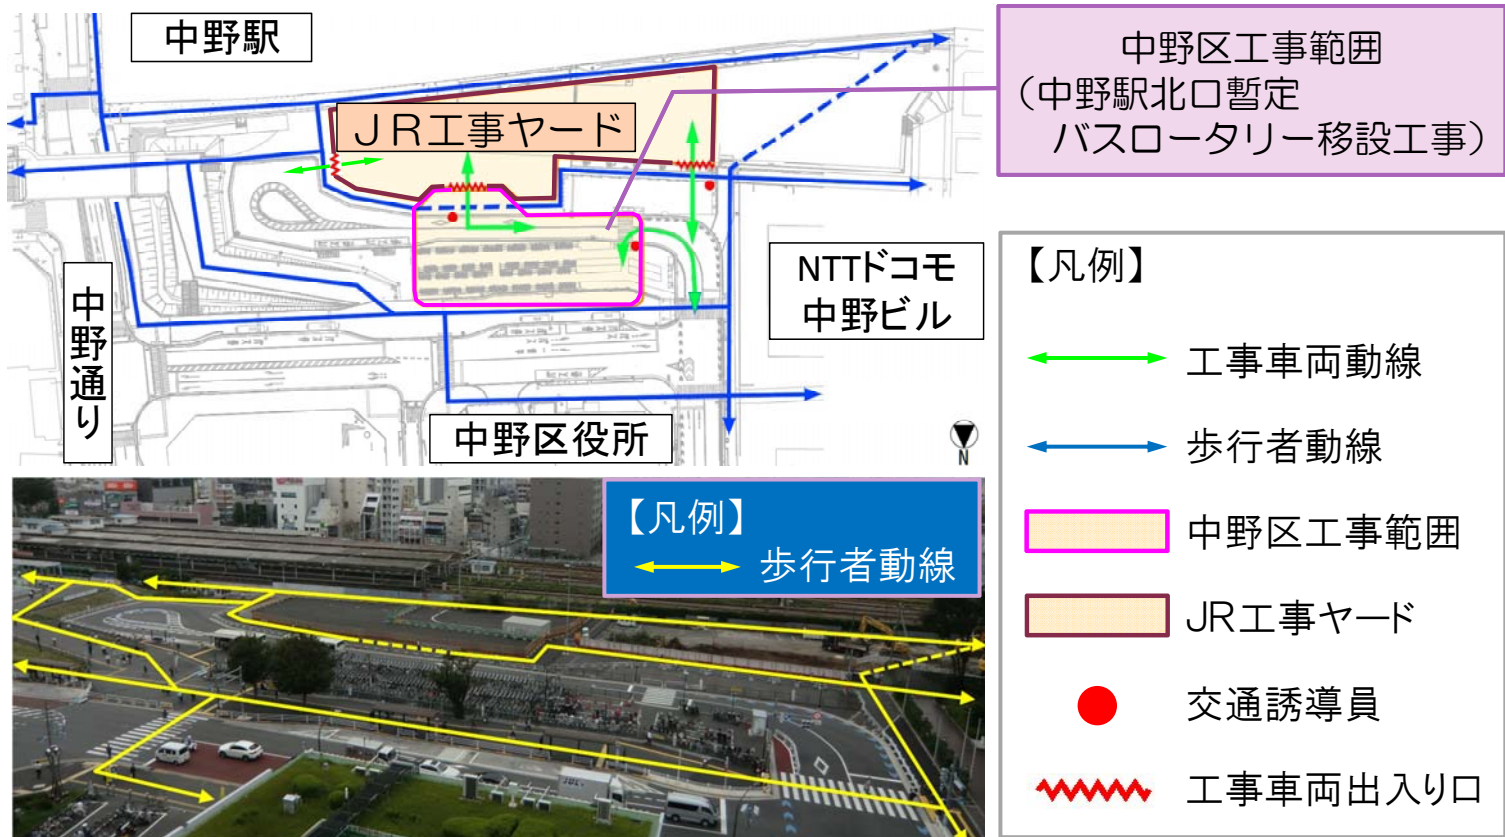 中野駅
中野区工事範囲
(中野駅北口暫定
バスロータリー移設工事)
JR工事ヤード
NTTドコモ
中野ビル
中野通り
中野区役所
N
【凡例】
工事車両動線
歩行者動線
中野区工事範囲
JR工事ヤード
交通誘導員
工事車両出入り口
【凡例】
歩行者動線